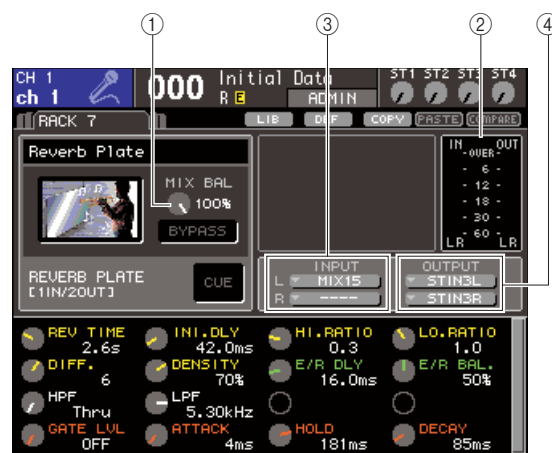 ① ③ ② ④
CH 1
ch 1
000
Initial Data
R E ADMIN
ST1 ST2 ST3 ST4
RACK 7
LIB DEF COPY PASTE COMPARE
Reverb Plate
MIX BAL
100%
BYPASS
REVERB PLATE
[1IN/2OUT]
CUE
IN OUT
OVER
- 6 -
- 12 -
- 18 -
- 30 -
- 60 -
LR LR
INPUT
L MIX15
R ----
OUTPUT
STIN3L
STIN3R
REV TIME 2.6s
INI.DLY 42.0ms
HI.RATIO 0.3
LO.RATIO 1.0
DIFF. 6
DENSITY 70%
E/R DLY 16.0ms
E/R BAL. 50%
HPF Thru
LPF 5.30kHz
GATE LVL OFF
ATTACK 4ms
HOLD 181ms
DECAY 85ms